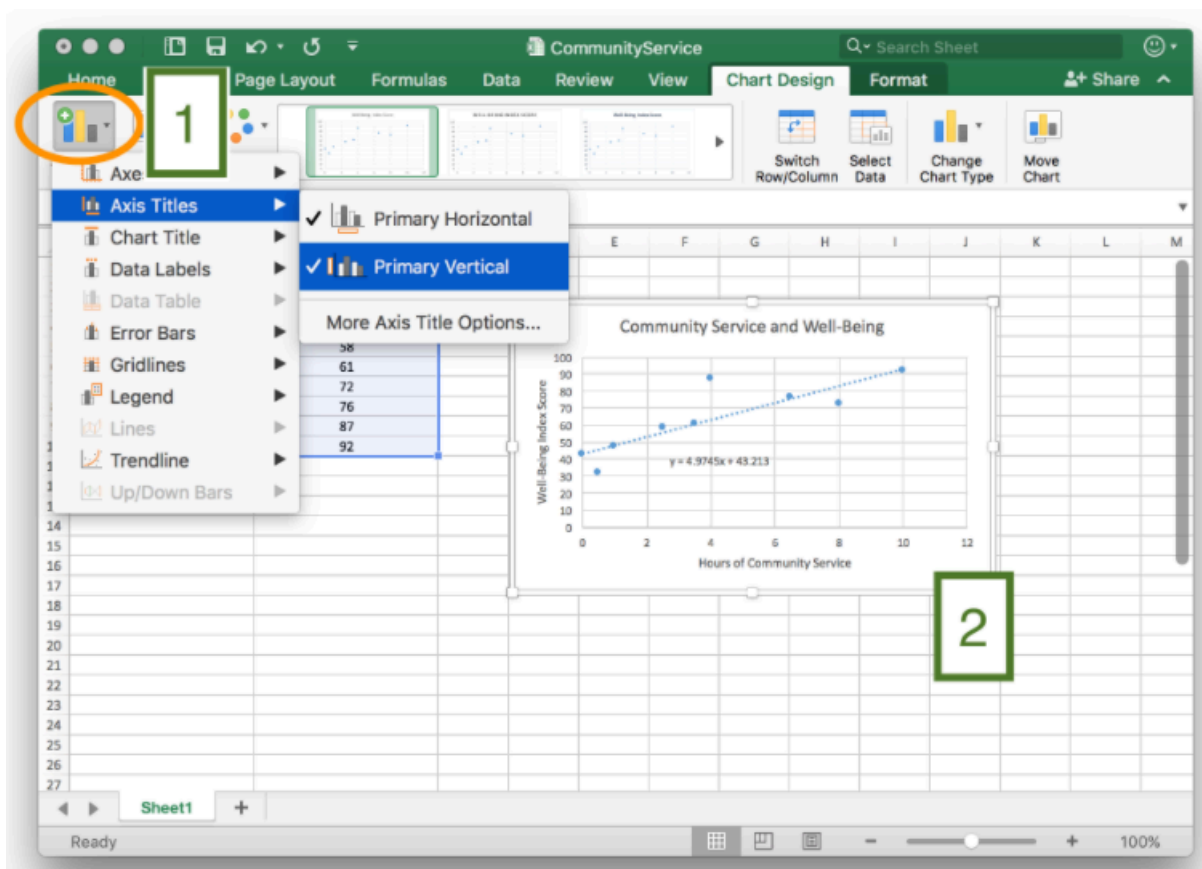 CommunityService
Search Sheet
Home
Page Layout
Formulas
Data
Review
View
Chart Design
Format
Share
1
Switch
Row/Column
Select
Data
Change
Chart Type
Move
Chart
Axes
Axis Titles
Chart Title
Data Labels
Data Table
Error Bars
Gridlines
Legend
Lines
Trendline
Up/Down Bars
Primary Horizontal
Primary Vertical
More Axis Title Options...
E F G H I J K L M
58
61
72
76
87
92
Community Service and Well-Being
Well-Being Index Score
100
90
80
70
60
50
40
30
20
10
0
y = 4.9745x + 43.213
0 2 4 6 8 10 12
Hours of Community Service
2
14
15
16
17
18
19
20
21
22
23
24
25
26
27
Sheet1
Ready
100%